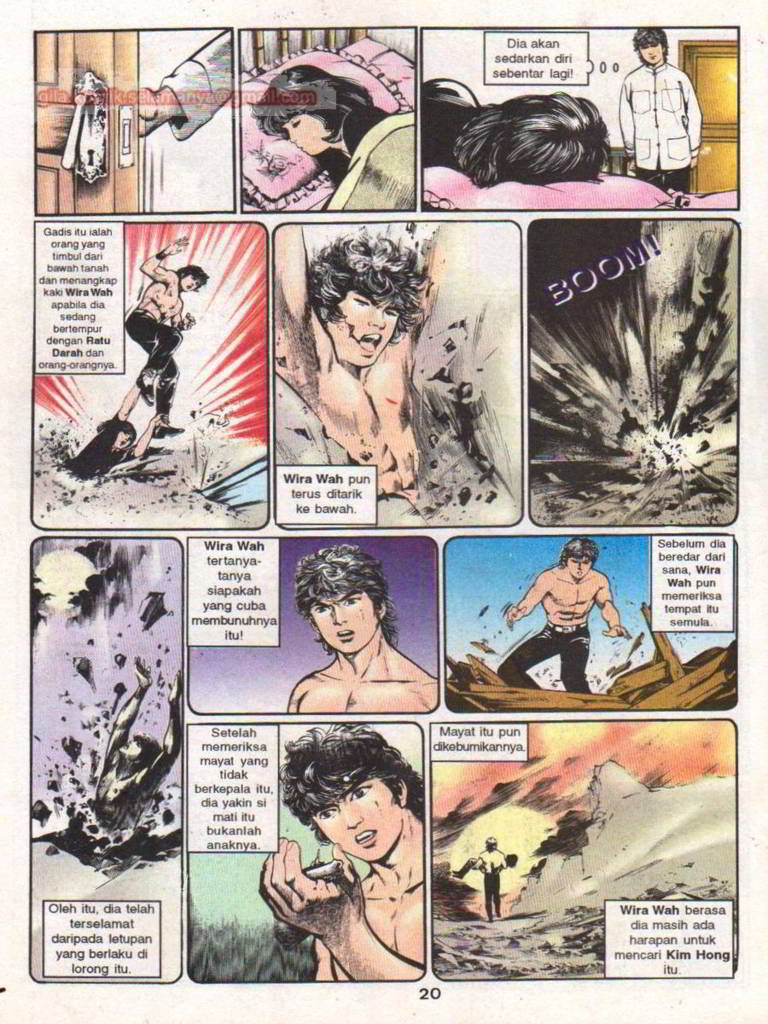 Dia akan
sedarkan diri
sebentar lagi!
Gadis itu ialah
orang yang
timbul dari
bawah tanah
dan menangkap
kaki Wira Wah
apabila dia
sedang
bertempur
dengan Ratu
Darah dan
orang-orangnya.
Wira Wah pun
terus ditarik
ke bawah.
BOOM!
Oleh itu, dia telah
terselamat
daripada letupan
yang berlaku di
lorong itu.
Wira Wah
tertanya-
tanya
siapakah
yang cuba
membunuhnya
itu!
Sebelum dia
beredar dari
sana, Wira
Wah pun
memeriksa
tempat itu
semula.
Setelah
memeriksa
mayat yang
tidak
berkepala itu,
dia yakin si
mati itu
bukanlah
anaknya.
Mayat itu pun
dikebumikannya.
Wira Wah berasa
dia masih ada
harapan untuk
mencari Kim Hong
itu.
20